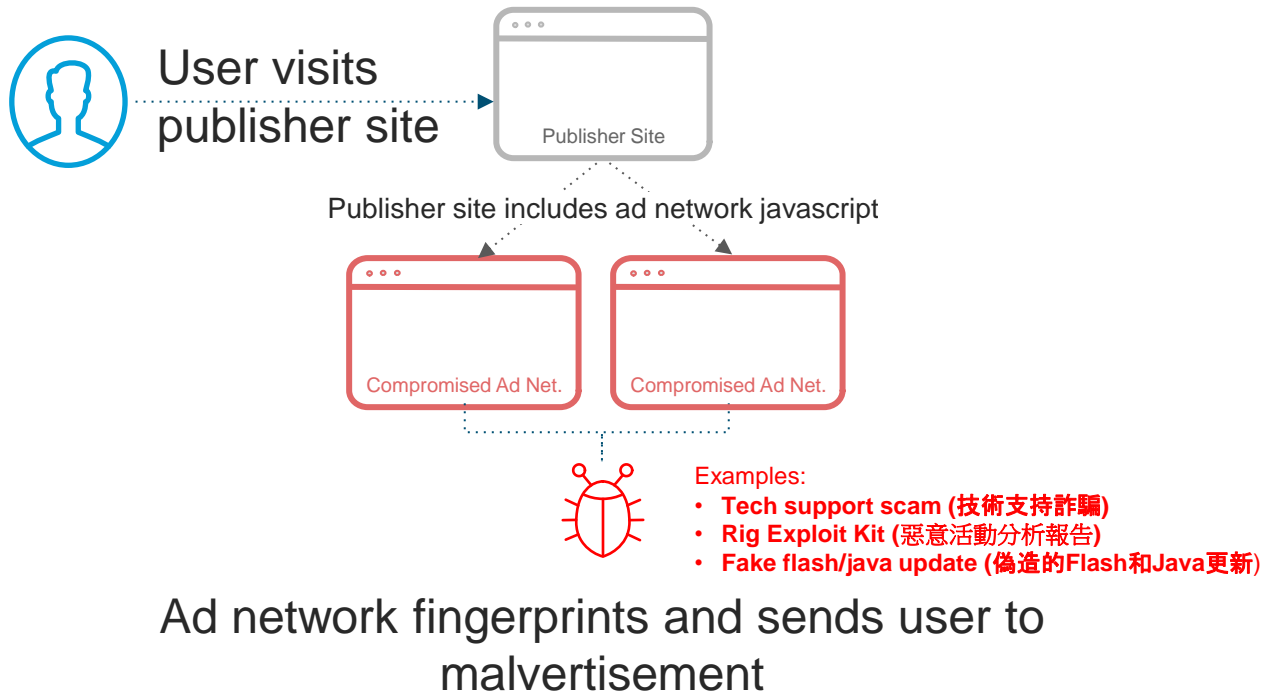 User visits
publisher site
Publisher Site
Publisher site includes ad network javascript
Compromised Ad Net.
Compromised Ad Net.
Examples:
• Tech support scam (技術支持詐騙)
• Rig Exploit Kit (惡意活動分析報告)
• Fake flash/java update (偽造的Flash和Java更新)
Ad network fingerprints and sends user to
malvertisement